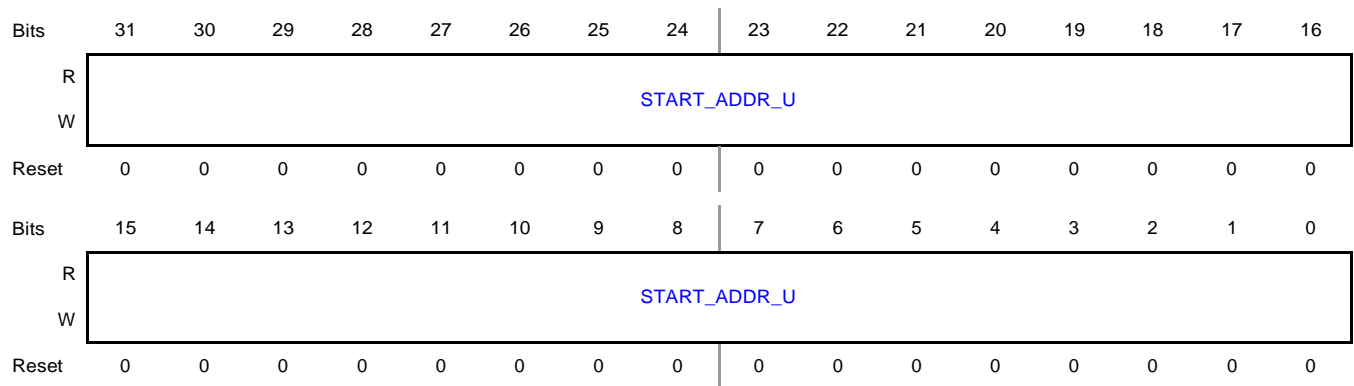 Bits 31 30 29 28 27 26 25 24 23 22 21 20 19 18 17 16
R
START_ADDR_U
W
Reset 0 0 0 0 0 0 0 0 0 0 0 0 0 0 0 0
Bits 15 14 13 12 11 10 9 8 7 6 5 4 3 2 1 0
R
START_ADDR_U
W
Reset 0 0 0 0 0 0 0 0 0 0 0 0 0 0 0 0